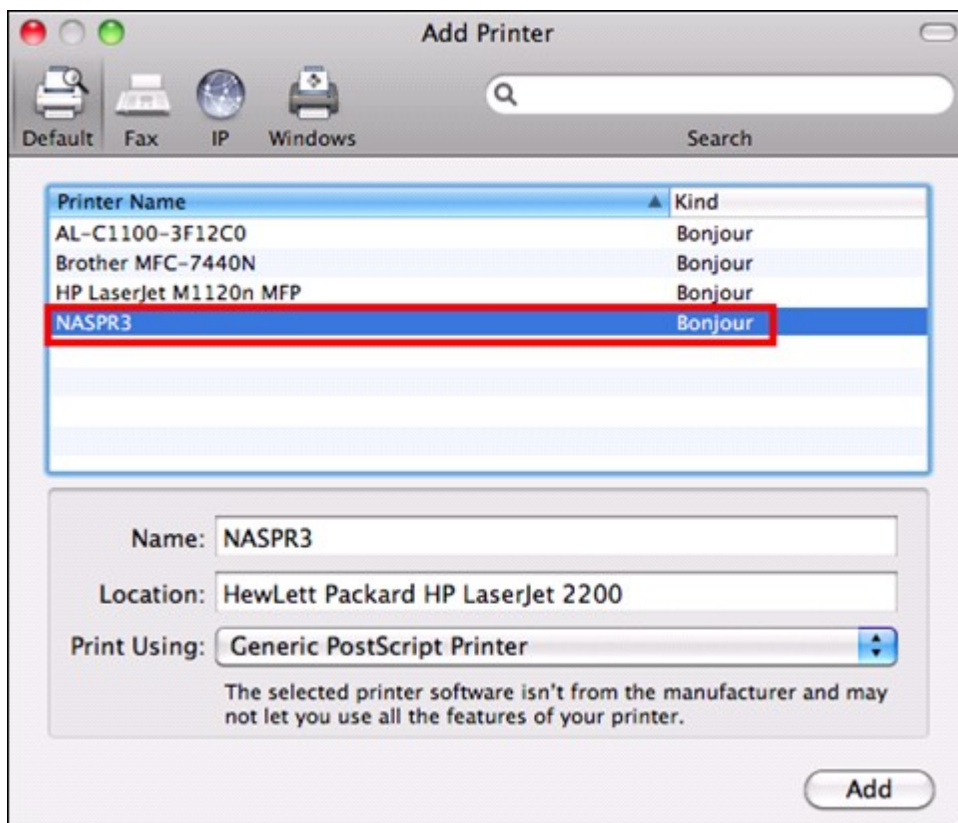 Add Printer
Default Fax IP Windows Search
Printer Name Kind
AL-C1100-3F12C0 Bonjour
Brother MFC-7440N Bonjour
HP LaserJet M1120n MFP Bonjour
NASPR3 Bonjour
Name: NASPR3
Location: HewLett Packard HP LaserJet 2200
Print Using: Generic PostScript Printer
The selected printer software isn't from the manufacturer and may
not let you use all the features of your printer.
Add